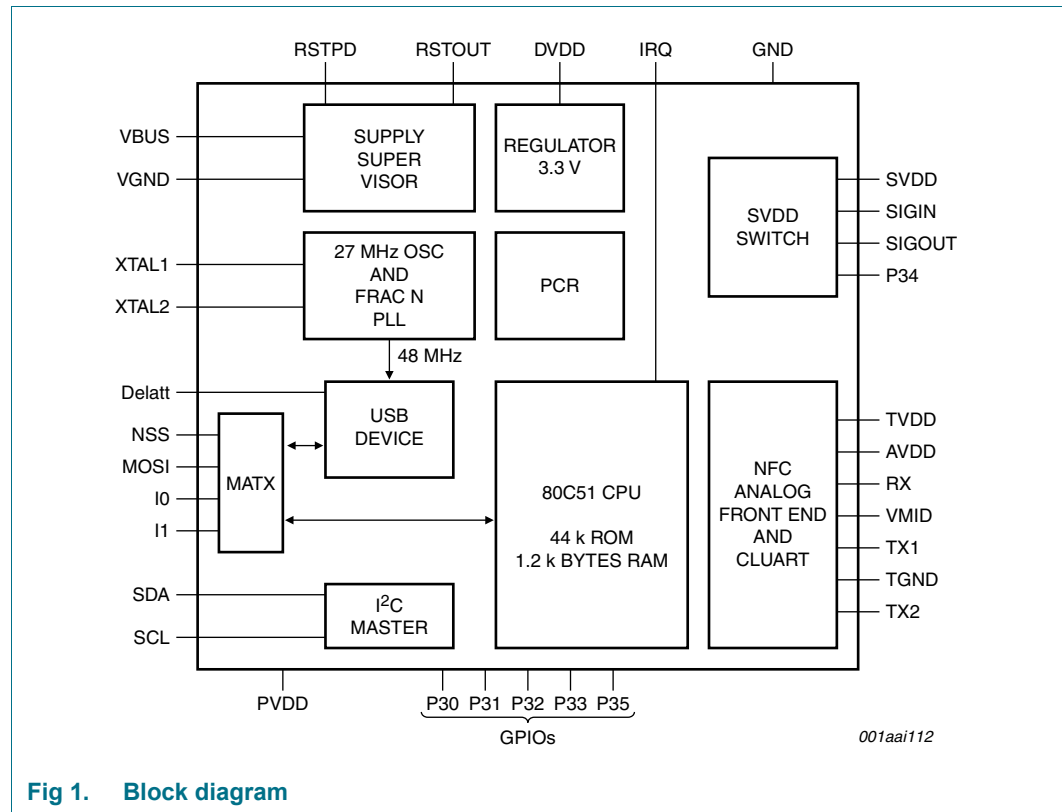 RSTPD RSTOUT DVDD IRQ GND
VBUS
VGND
SUPPLY
SUPER
VISOR
REGULATOR
3.3 V
SVDD
SWITCH
SVDD
SIGIN
SIGOUT
P34
XTAL1
XTAL2
27 MHz OSC
AND
FRAC N
PLL
PCR
48 MHz
Delatt
NSS
MOSI
I0
I1
MATX
USB
DEVICE
80C51 CPU
44 k ROM
1.2 k BYTES RAM
NFC
ANALOG
FRONT END
AND
CLUART
TVDD
AVDD
RX
VMID
TX1
TGND
TX2
SDA
SCL
I²C
MASTER
PVDD P30 P31 P32 P33 P35
GPIOs
001aai112
Fig 1. Block diagram